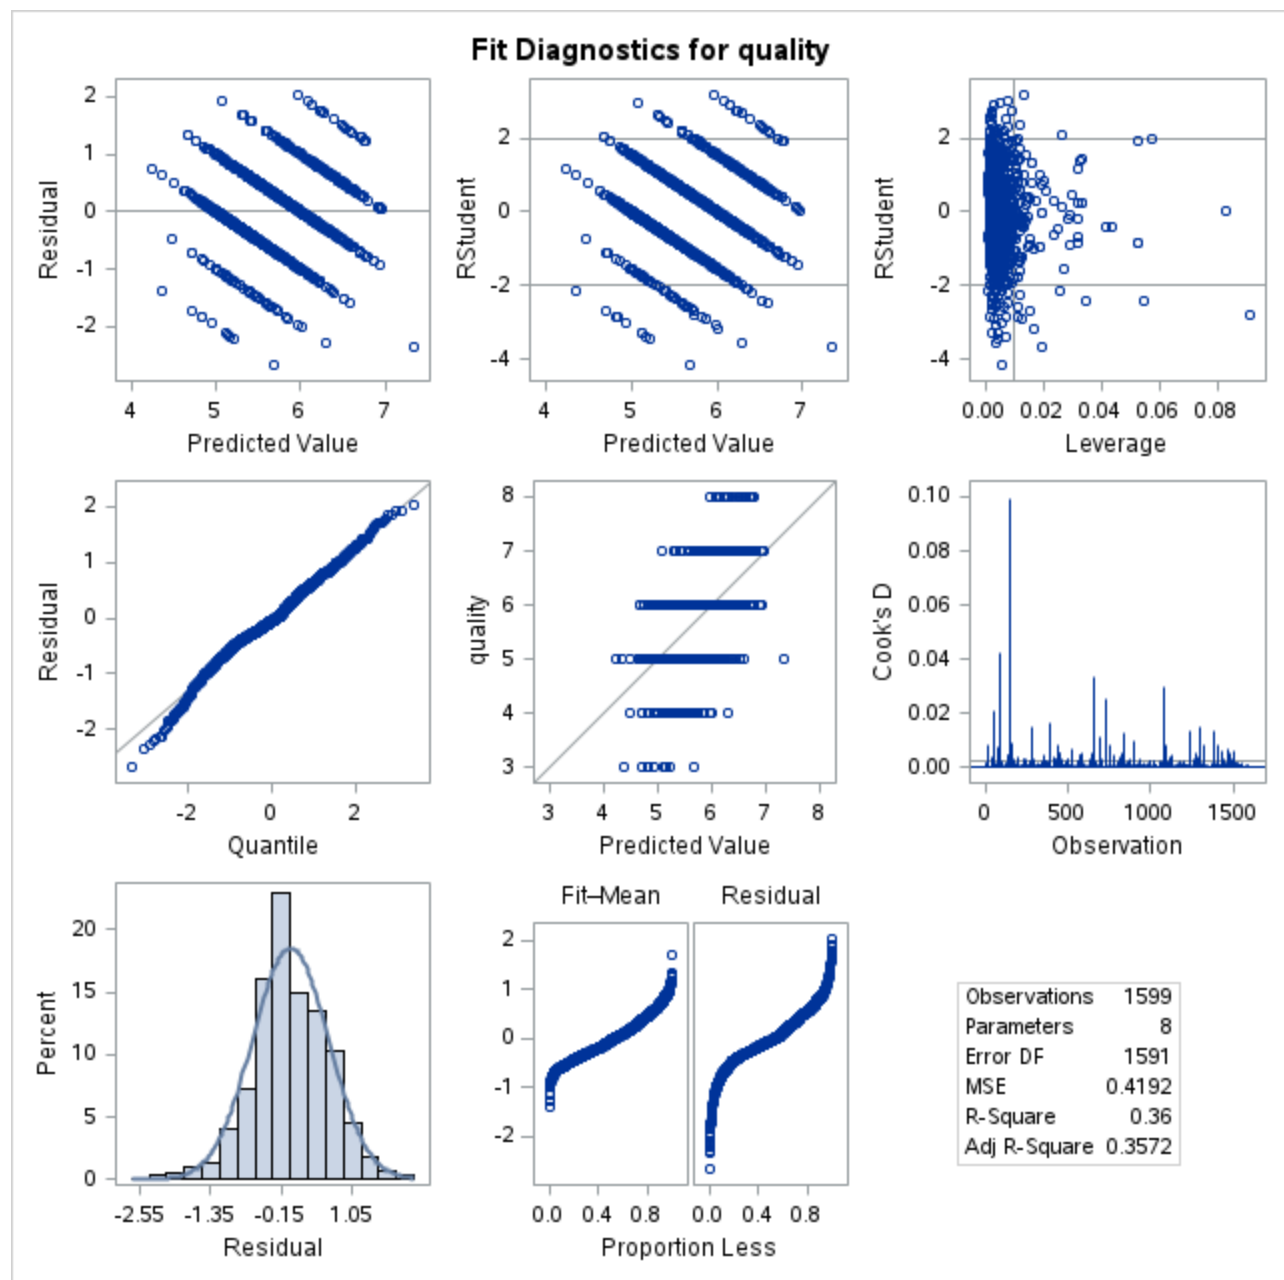 Fit Diagnostics for quality
Residual
2
1
0
-1
-2
4 5 6 7
Predicted Value
RStudent
2
0
-2
-4
4 5 6 7
Predicted Value
RStudent
2
0
-2
-4
0.00 0.02 0.04 0.06 0.08
Leverage
Residual
2
1
0
-1
-2
-2 0 2
Quantile
quality
8
7
6
5
4
3
3 4 5 6 7 8
Predicted Value
Cook's D
0.10
0.08
0.06
0.04
0.02
0.00
0 500 1000 1500
Observation
Percent
20
15
10
5
0
-2.55 -1.35 -0.15 1.05
Residual
Fit–Mean Residual
2
1
0
-1
-2
0.0 0.4 0.8 0.0 0.4 0.8
Proportion Less
Observations 1599
Parameters 8
Error DF 1591
MSE 0.4192
R-Square 0.36
Adj R-Square 0.3572